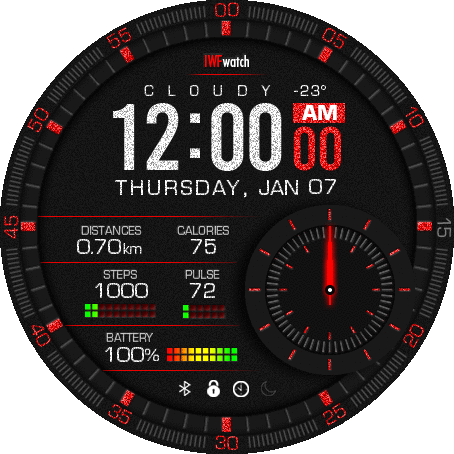 00
55
05
IWFwatch
CLOUDY -23°
AM
50
10
12:00 00
THURSDAY, JAN 07
45
15
DISTANCES CALORIES
0.70km 75
STEPS PULSE
1000 72
40
20
BATTERY
100%
35
25
30